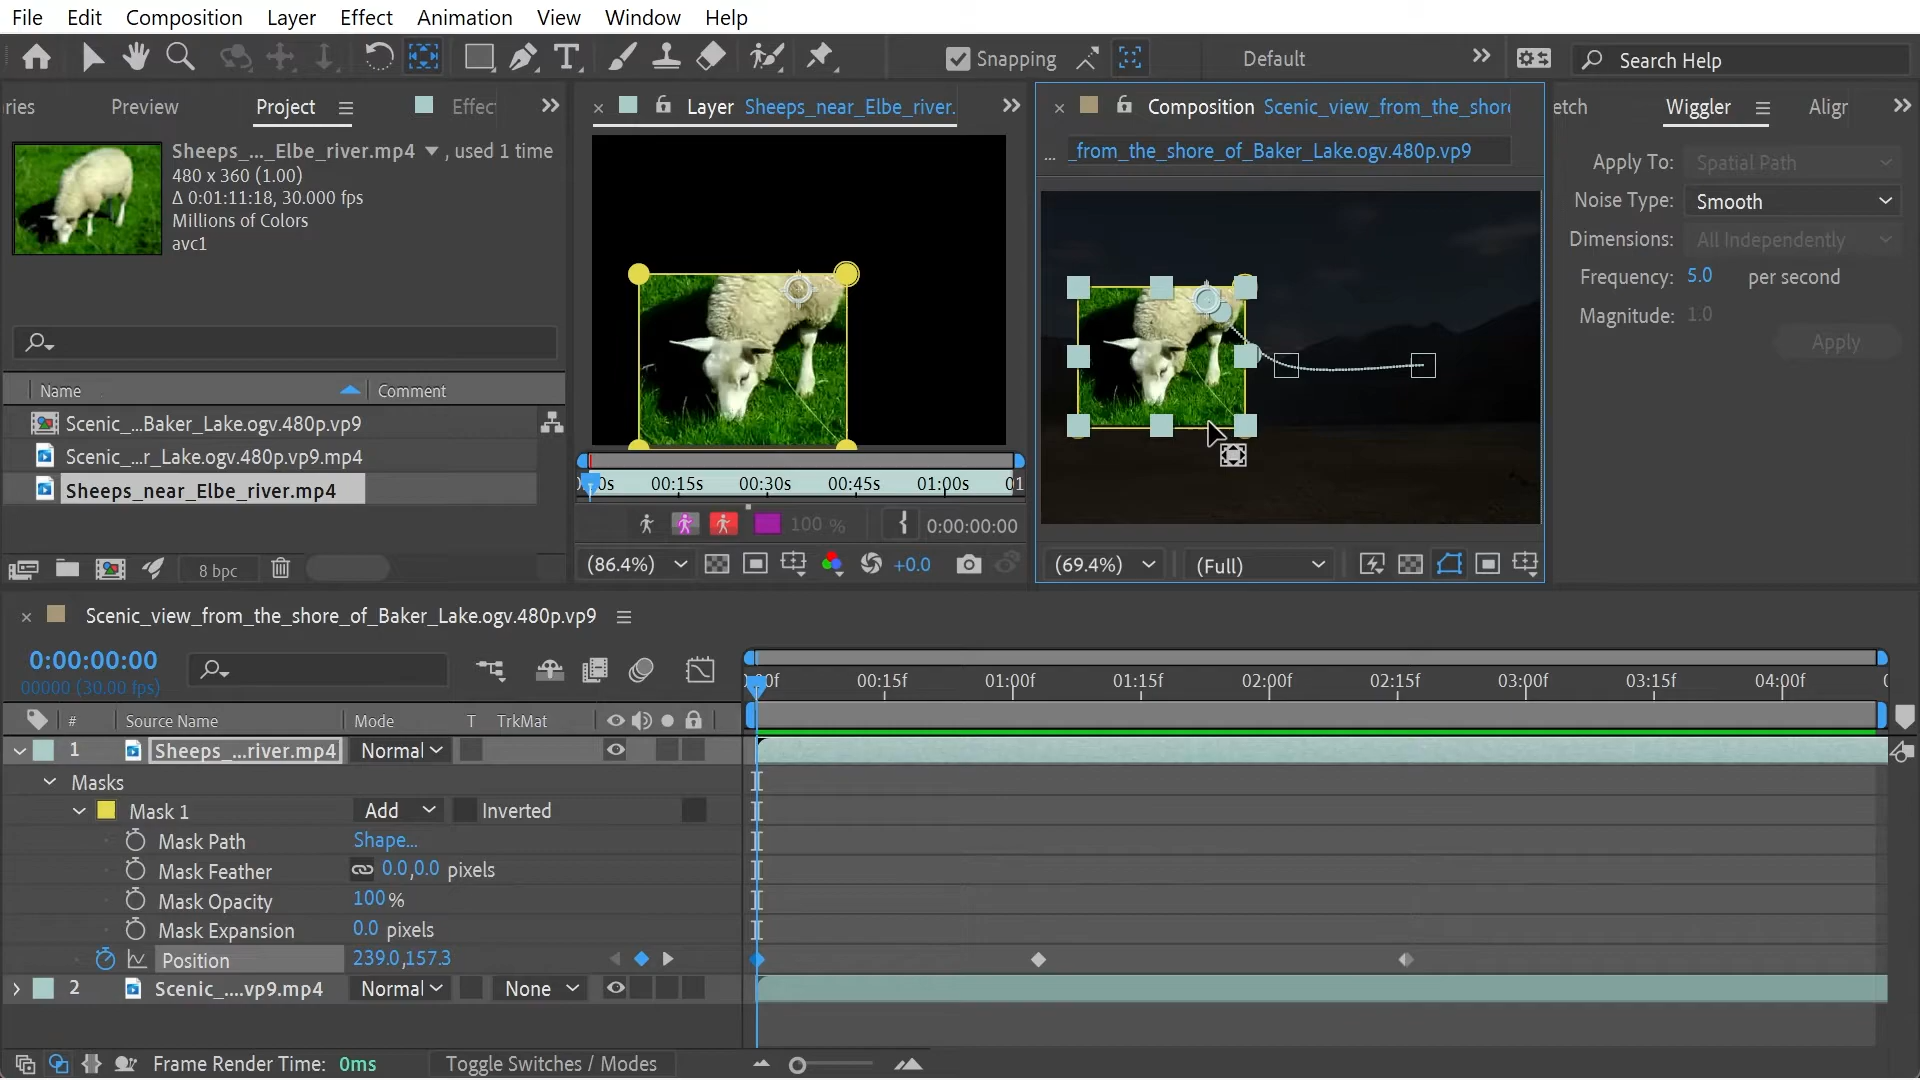 File Edit Composition Layer Effect Animation View Window Help
Snapping Default Search Help
ries Preview Project Effec
Layer Sheeps_near_Elbe_river.
Composition Scenic_view_from_the_shore
etch Wiggler Align
Sheeps_..._Elbe_river.mp4 , used 1 time
480 x 360 (1.00)
Δ 0:01:11:18, 30.000 fps
Millions of Colors
avc1
... _from_the_shore_of_Baker_Lake.ogv.480p.vp9
Apply To: Spatial Path
Noise Type: Smooth
Dimensions: All Independently
Frequency: 5.0 per second
Magnitude: 1.0
Apply
Name Comment
Scenic_...Baker_Lake.ogv.480p.vp9
Scenic_...r_Lake.ogv.480p.vp9.mp4
Sheeps_near_Elbe_river.mp4
8 bpc
0s 00:15s 00:30s 00:45s 01:00s 01
100 % 0:00:00:00
(86.4%) +0.0
(69.4%) (Full)
Scenic_view_from_the_shore_of_Baker_Lake.ogv.480p.vp9
0:00:00:00
00000 (30.00 fps)
00f 00:15f 01:00f 01:15f 02:00f 02:15f 03:00f 03:15f 04:00f
# Source Name Mode T TrkMat
1 Sheeps_...river.mp4 Normal
Masks
Mask 1 Add Inverted
Mask Path Shape...
Mask Feather 0.0,0.0 pixels
Mask Opacity 100%
Mask Expansion 0.0 pixels
Position 239.0,157.3
2 Scenic_....vp9.mp4 Normal None
Frame Render Time: 0ms Toggle Switches / Modes